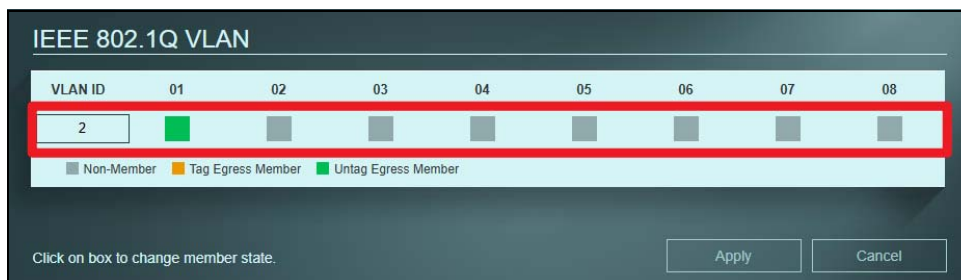 IEEE 802.1Q VLAN
VLAN ID 01 02 03 04 05 06 07 08
2
Non-Member Tag Egress Member Untag Egress Member
Click on box to change member state. Apply Cancel